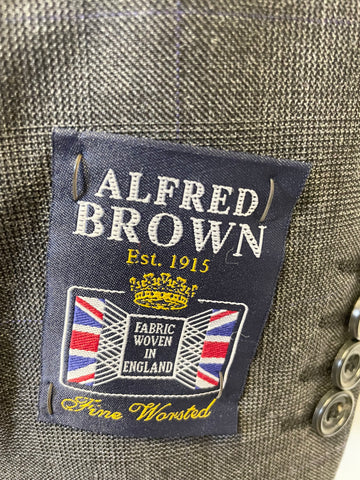 ALFRED
BROWN
Est. 1915
FABRIC
WOVEN
IN
ENGLAND
Fine Worsted